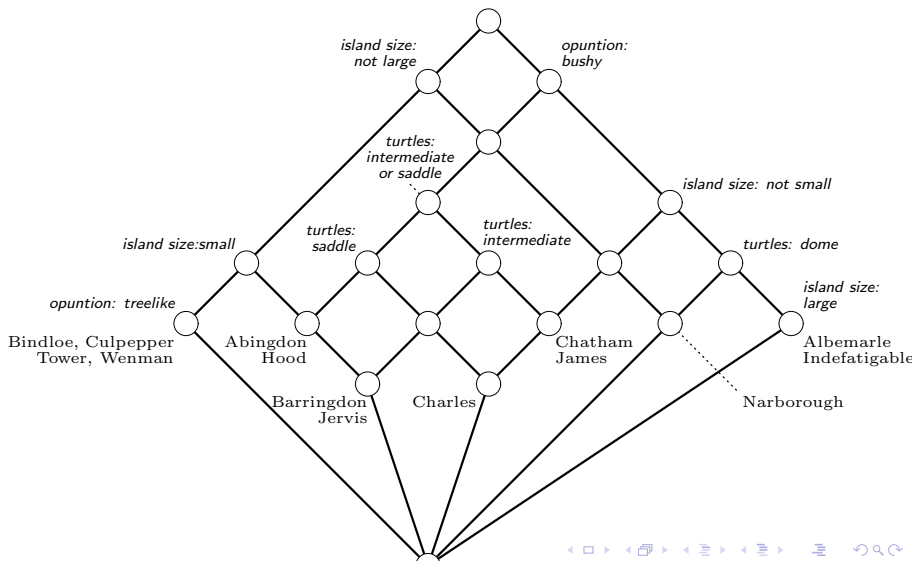 island size:
not large
opuntion:
bushy
turtles:
intermediate
or saddle
island size: not small
island size:small
turtles:
saddle
turtles:
intermediate
turtles: dome
opuntion: treelike
island size:
large
Bindloe, Culpepper
Tower, Wenman
Abingdon
Hood
Chatham
James
Albemarle
Indefatigable
Barringdon
Jervis
Charles
Narborough